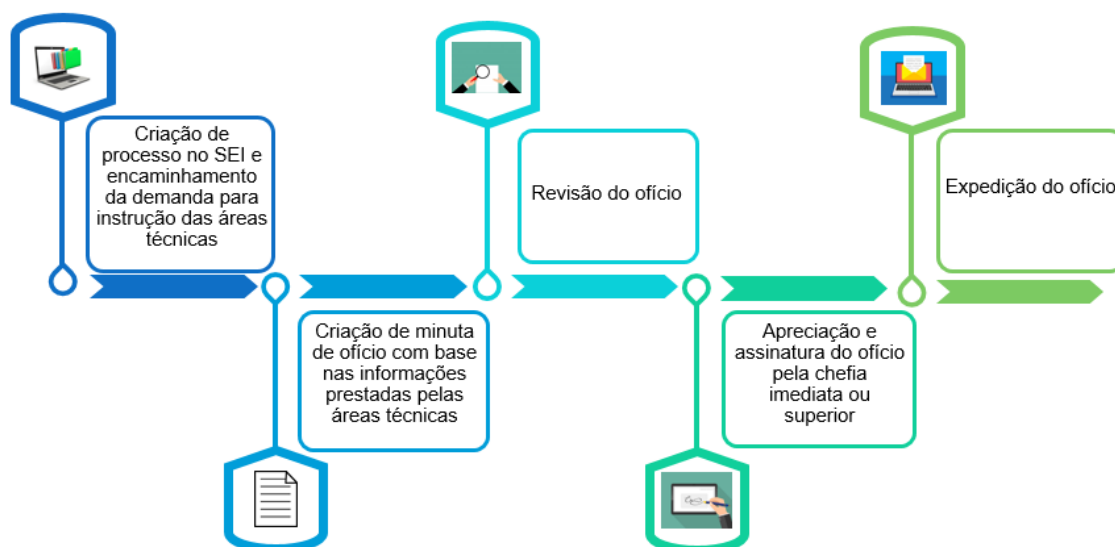 Criação de
processo no SEI e
encaminhamento
da demanda para
instrução das áreas
técnicas
Criação de minuta
de ofício com base
nas informações
prestadas pelas
áreas técnicas
Revisão do ofício
Apreciação e
assinatura do ofício
pela chefia
imediata ou
superior
Expedição do ofício